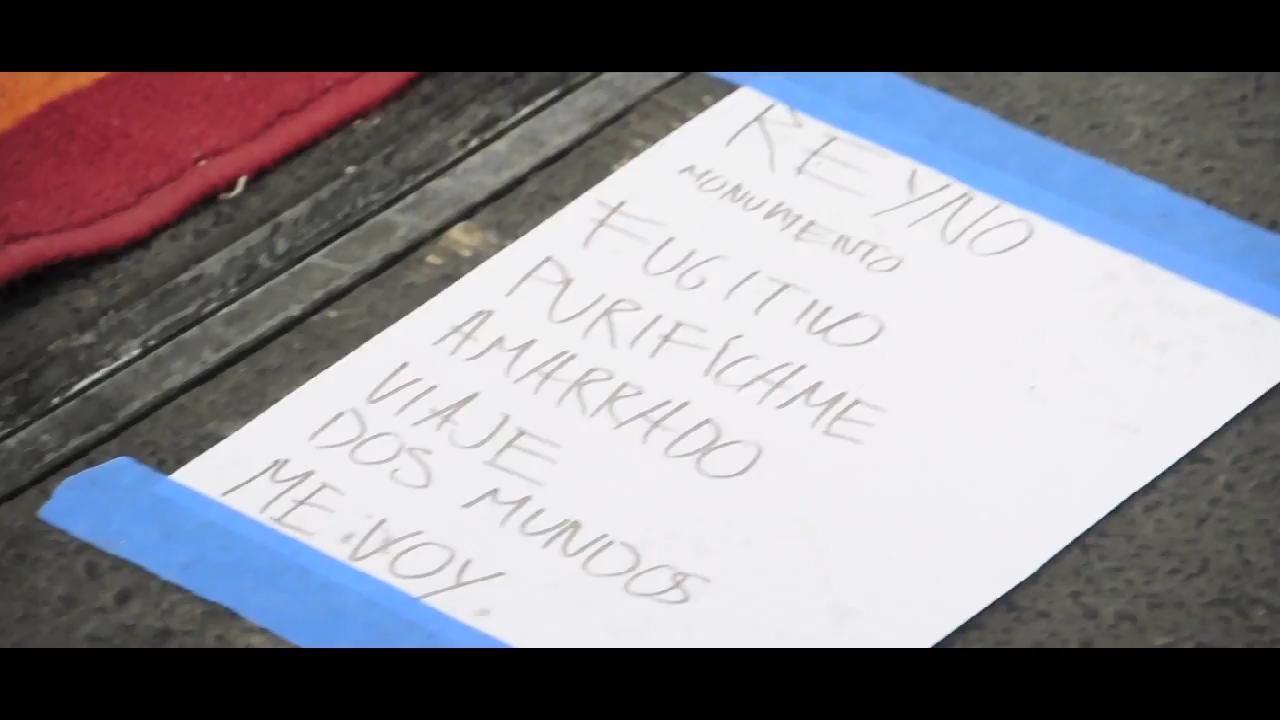 REYNO
MONUMENTO
FUGITIVO
PURIFICAME
AMARRADO
VIAJE
DOS MUNDOS
ME VOY.